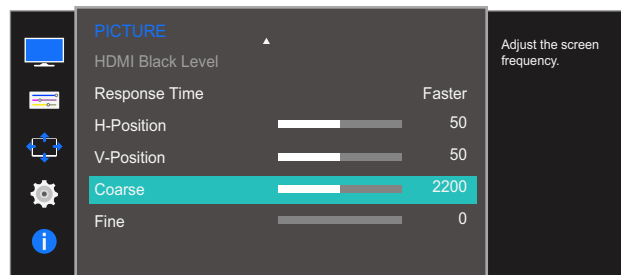 PICTURE
HDMI Black Level
Response Time Faster
H-Position 50
V-Position 50
Coarse 2200
Fine 0
Adjust the screen
frequency.
i